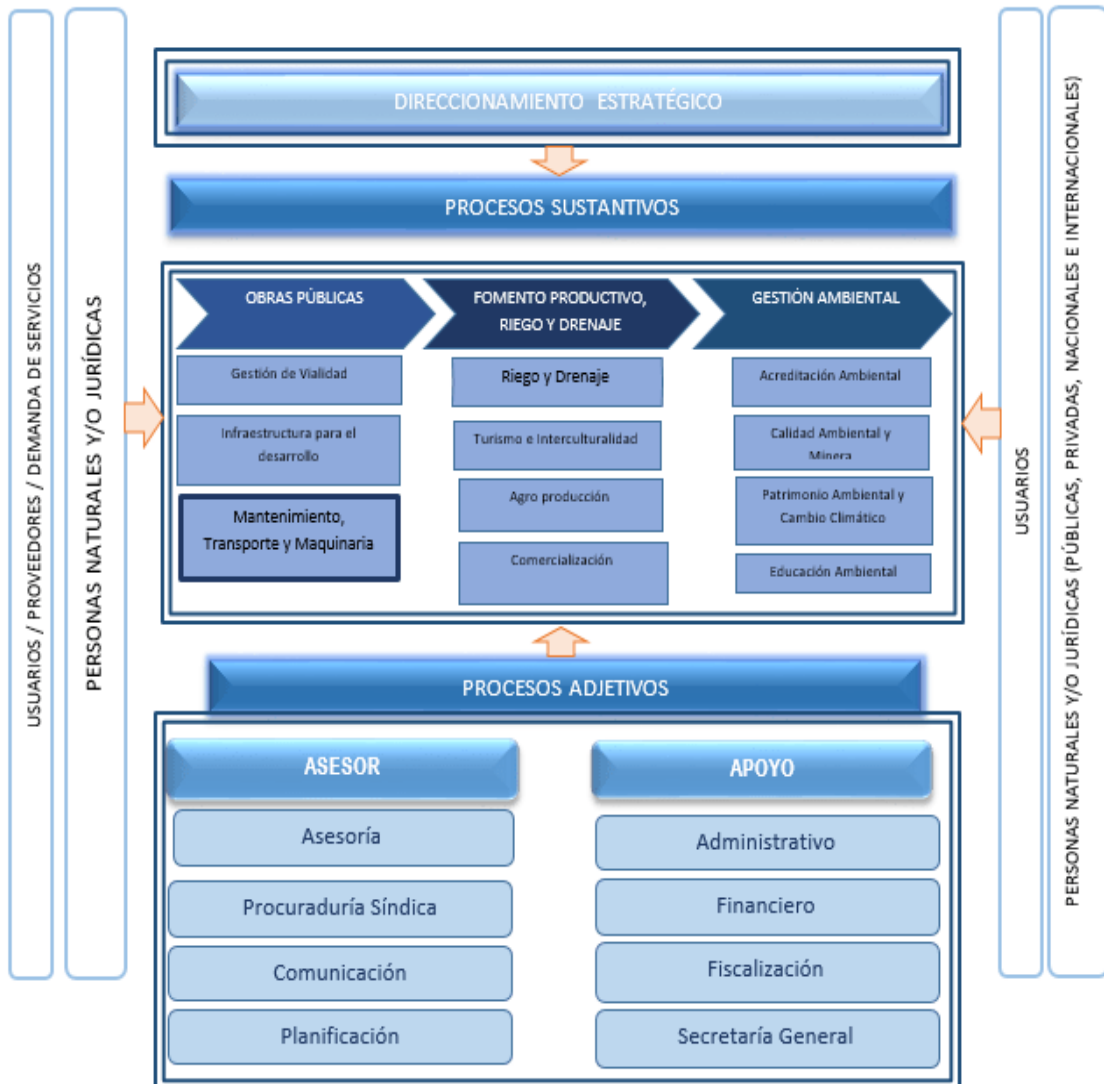 USUARIOS / PROVEEDORES / DEMANDA DE SERVICIOS
PERSONAS NATURALES Y/O JURÍDICAS
DIRECCIONAMIENTO ESTRATÉGICO
PROCESOS SUSTANTIVOS
OBRAS PÚBLICAS
Gestión de Vialidad
Infraestructura para el
desarrollo
Mantenimiento,
Transporte y Maquinaria
FOMENTO PRODUCTIVO,
RIEGO Y DRENAJE
Riego y Drenaje
Turismo e Interculturalidad
Agro producción
Comercialización
GESTIÓN AMBIENTAL
Acreditación Ambiental
Calidad Ambiental y
Minera
Patrimonio Ambiental y
Cambio Climático
Educación Ambiental
PROCESOS ADJETIVOS
ASESOR
Asesoría
Procuraduría Síndica
Comunicación
Planificación
APOYO
Administrativo
Financiero
Fiscalización
Secretaría General
USUARIOS
PERSONAS NATURALES Y/O JURÍDICAS (PÚBLICAS, PRIVADAS, NACIONALES E INTERNACIONALES)